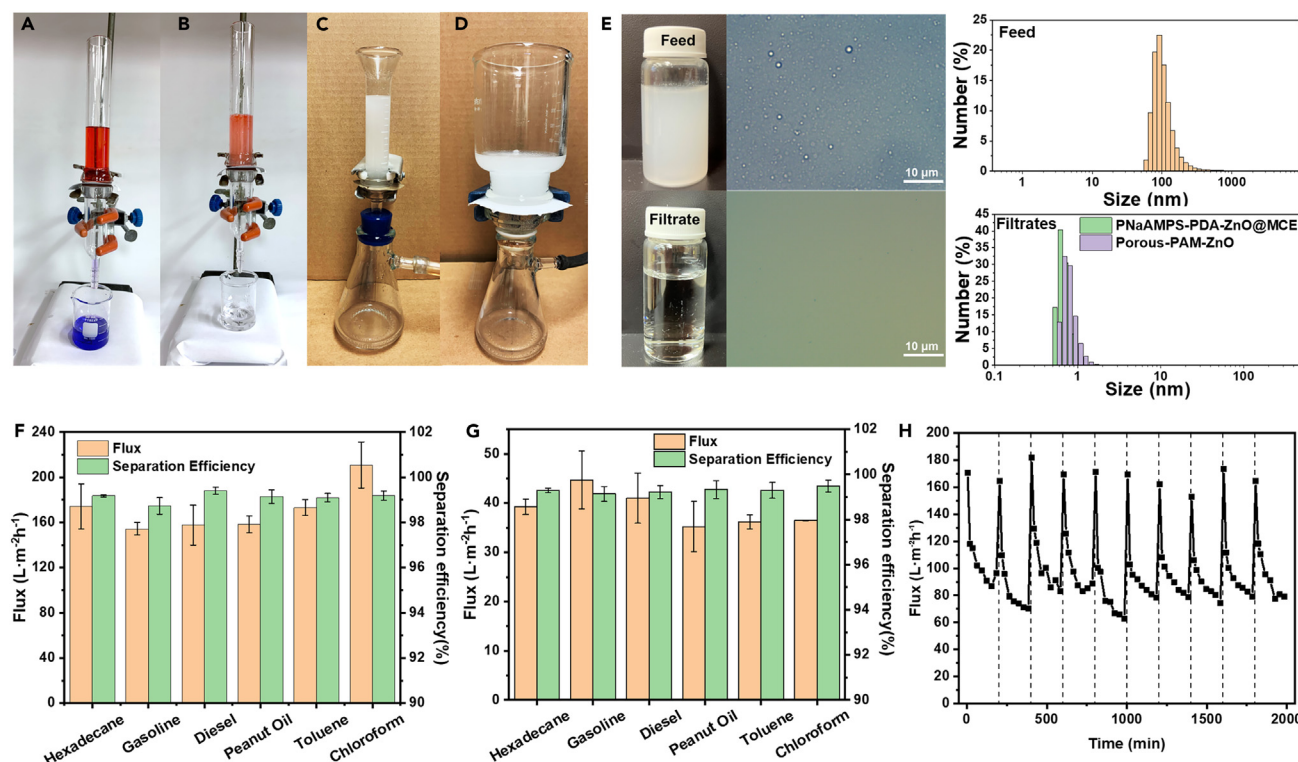 A
B
C
D
E
Feed
10 μm
Filtrate
10 μm
Feed
Number (%)
25
20
15
10
5
0
1
10
100
1000
Size (nm)
Filtrates
PNaAMPS-PDA-ZnO@MCE
Porous-PAM-ZnO
Number (%)
45
40
35
30
25
20
15
10
5
0
0.1
1
10
100
Size (nm)
F
Flux
Separation Efficiency
Flux (L·m⁻²h⁻¹)
240
200
160
120
80
40
0
102
100
98
96
94
92
90
Separation Efficiency (%)
Hexadecane
Gasoline
Diesel
Peanut Oil
Toluene
Chloroform
G
Flux
Separation Efficiency
Flux (L·m⁻²h⁻¹)
50
40
30
20
10
0
102
100
98
96
94
92
90
Separation efficiency(%)
Hexadecane
Gasoline
Diesel
Peanut Oil
Toluene
Chloroform
H
Flux (L·m⁻²h⁻¹)
200
180
160
140
120
100
80
60
40
20
0
0
500
1000
1500
2000
Time (min)